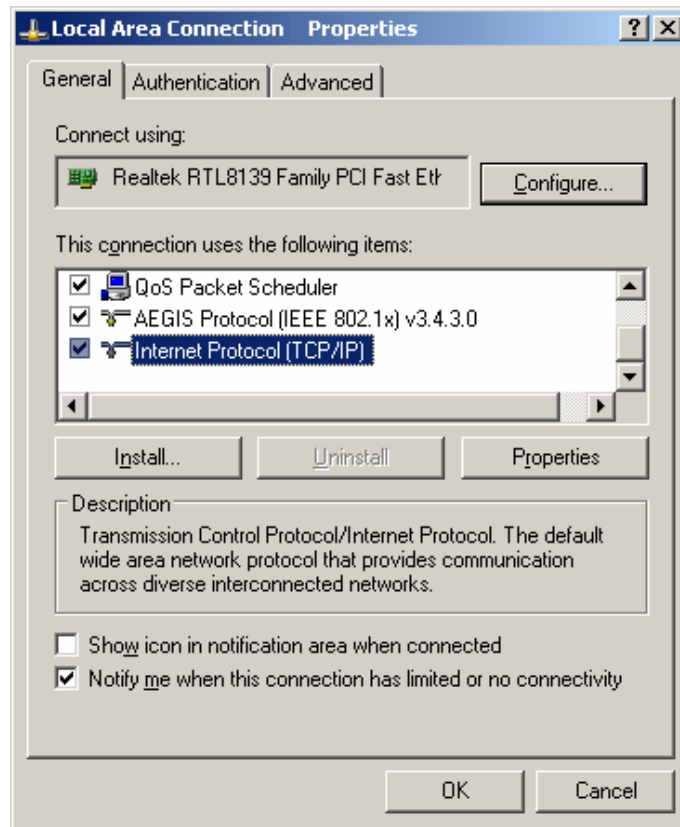 Local Area Connection Properties
General Authentication Advanced
Connect using:
Realtek RTL8139 Family PCI Fast Eth
Configure...
This connection uses the following items:
QoS Packet Scheduler
AEGIS Protocol (IEEE 802.1x) v3.4.3.0
Internet Protocol (TCP/IP)
Install... Uninstall Properties
Description
Transmission Control Protocol/Internet Protocol. The default
wide area network protocol that provides communication
across diverse interconnected networks.
Show icon in notification area when connected
Notify me when this connection has limited or no connectivity
OK Cancel